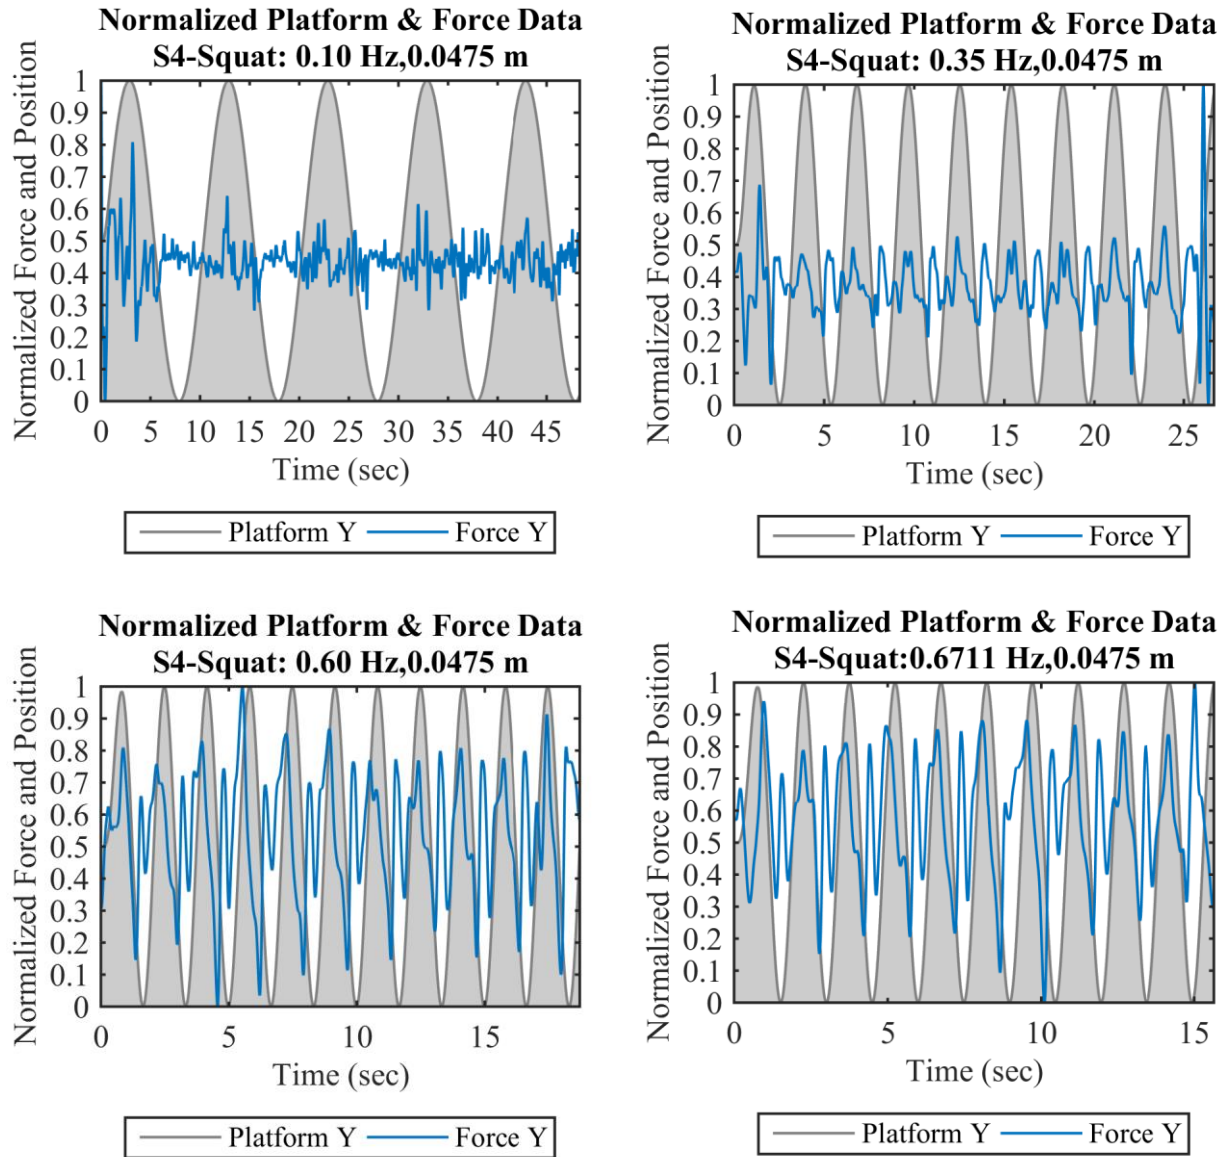 Normalized Platform & Force Data
S4-Squat: 0.10 Hz,0.0475 m
Normalized Force and Position
1
0.9
0.8
0.7
0.6
0.5
0.4
0.3
0.2
0.1
0
0 5 10 15 20 25 30 35 40 45
Time (sec)
Platform Y Force Y
Normalized Platform & Force Data
S4-Squat: 0.35 Hz,0.0475 m
Normalized Force and Position
1
0.9
0.8
0.7
0.6
0.5
0.4
0.3
0.2
0.1
0
0 5 10 15 20 25
Time (sec)
Platform Y Force Y
Normalized Platform & Force Data
S4-Squat: 0.60 Hz,0.0475 m
Normalized Force and Position
1
0.9
0.8
0.7
0.6
0.5
0.4
0.3
0.2
0.1
0
0 5 10 15
Time (sec)
Platform Y Force Y
Normalized Platform & Force Data
S4-Squat:0.6711 Hz,0.0475 m
Normalized Force and Position
1
0.9
0.8
0.7
0.6
0.5
0.4
0.3
0.2
0.1
0
0 5 10 15
Time (sec)
Platform Y Force Y